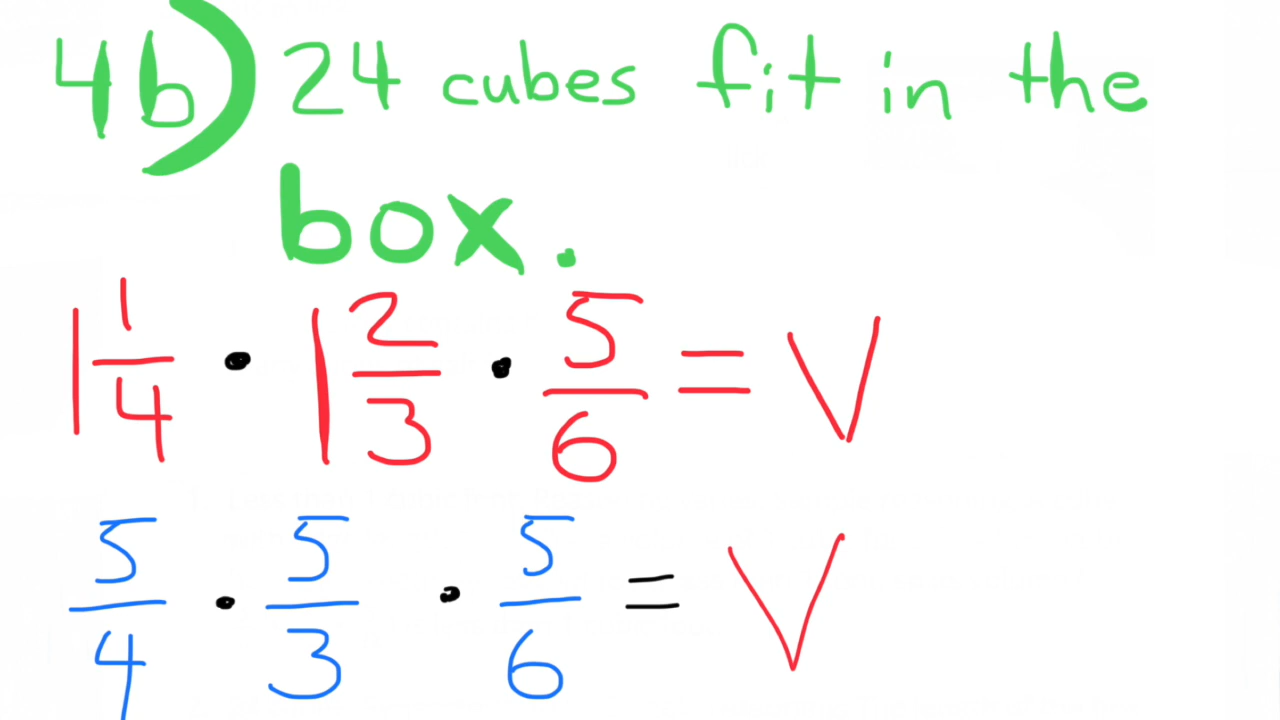 4b) 24 cubes fit in the
box.
1 1/4 · 1 2/3 · 5/6 = V
5/4 · 5/3 · 5/6 = V